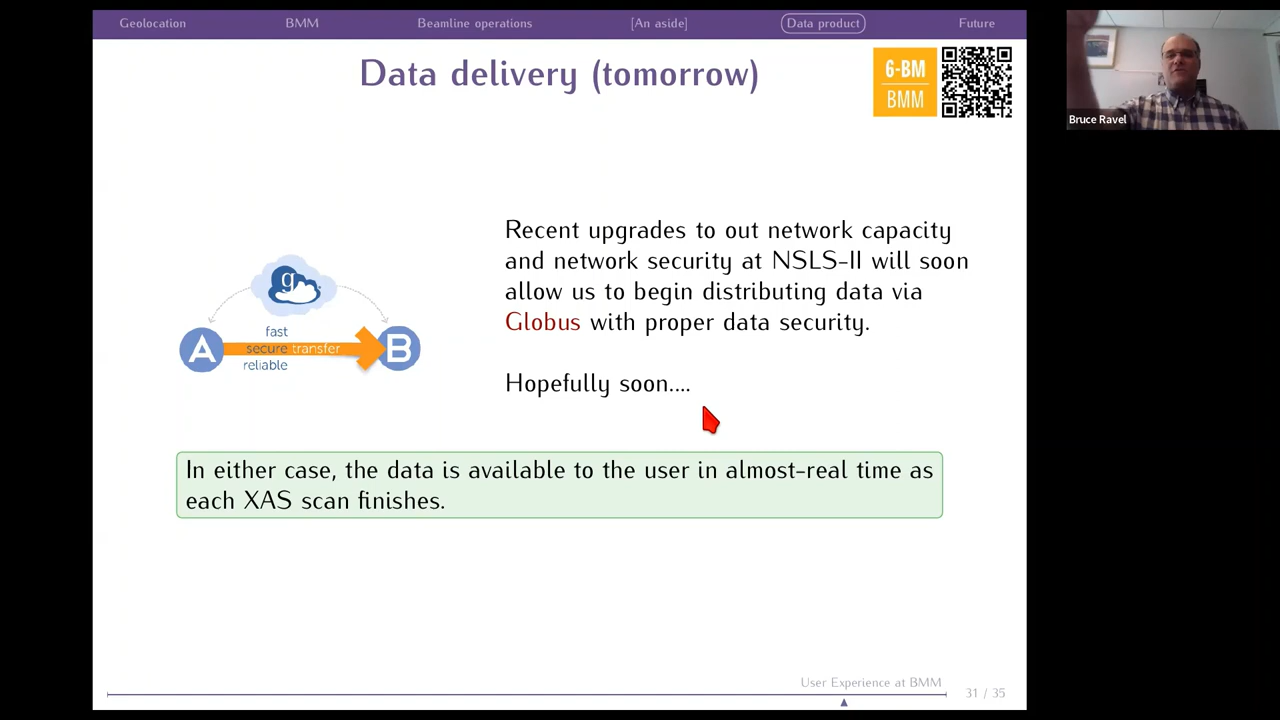 Geolocation BMM Beamline operations [An aside] Data product Future
Data delivery (tomorrow)
6-BM
BMM
Bruce Ravel
Recent upgrades to out network capacity
and network security at NSLS-II will soon
allow us to begin distributing data via
Globus with proper data security.
Hopefully soon....
g
fast
A secure transfer B
reliable
In either case, the data is available to the user in almost-real time as
each XAS scan finishes.
User Experience at BMM
31 / 35